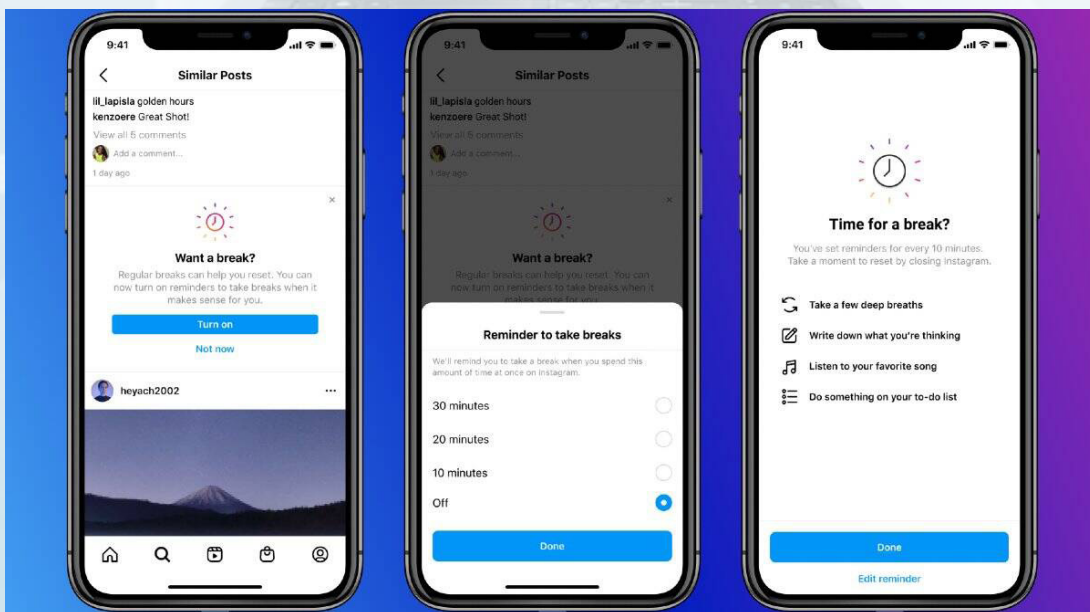 9:41
Similar Posts
lil_lapisla golden hours
kenzoere Great Shot!
View all 5 comments
Add a comment...
1 day ago
Want a break?
Regular breaks can help you reset. You can
now turn on reminders to take breaks when it
makes sense for you.
Turn on
Not now
heyach2002
9:41
Similar Posts
lil_lapisla golden hours
kenzoere Great Shot!
View all 5 comments
Add a comment...
1 day ago
Want a break?
Regular breaks can help you reset. You can
now turn on reminders to take breaks when it
makes sense for you.
Reminder to take breaks
We'll remind you to take a break when you spend this
amount of time at once on Instagram.
30 minutes
20 minutes
10 minutes
Off
Done
9:41
Time for a break?
You've set reminders for every 10 minutes.
Take a moment to reset by closing Instagram.
Take a few deep breaths
Write down what you're thinking
Listen to your favorite song
Do something on your to-do list
Done
Edit reminder